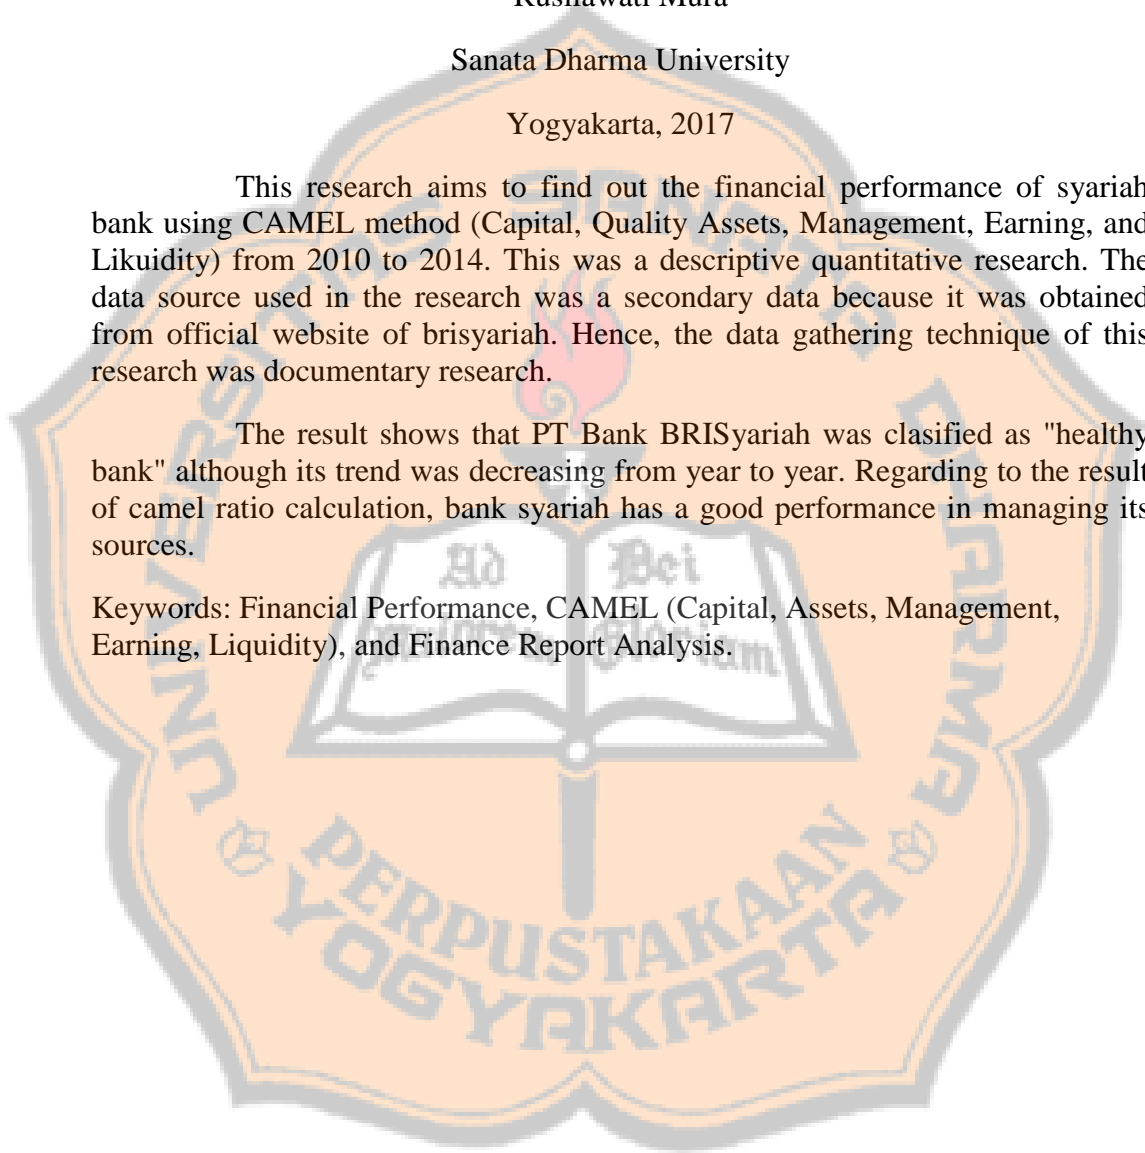 Mura
Sanata Dharma University
Yogyakarta, 2017
This research aims to find out the financial performance of syariah
bank using CAMEL method (Capital, Quality Assets, Management, Earning, and
Likuidity) from 2010 to 2014. This was a descriptive quantitative research. The
data source used in the research was a secondary data because it was obtained
from official website of brisyariah. Hence, the data gathering technique of this
research was documentary research.
The result shows that PT Bank BRISyariah was clasified as "healthy
bank" although its trend was decreasing from year to year. Regarding to the result
of camel ratio calculation, bank syariah has a good performance in managing its
sources.
Keywords: Financial Performance, CAMEL (Capital, Assets, Management,
Earning, Liquidity), and Finance Report Analysis.
UNIVERSITAS SANATA DHARMA
Ad Dei
Gloriam
PERPUSTAKAAN
YOGYAKARTA